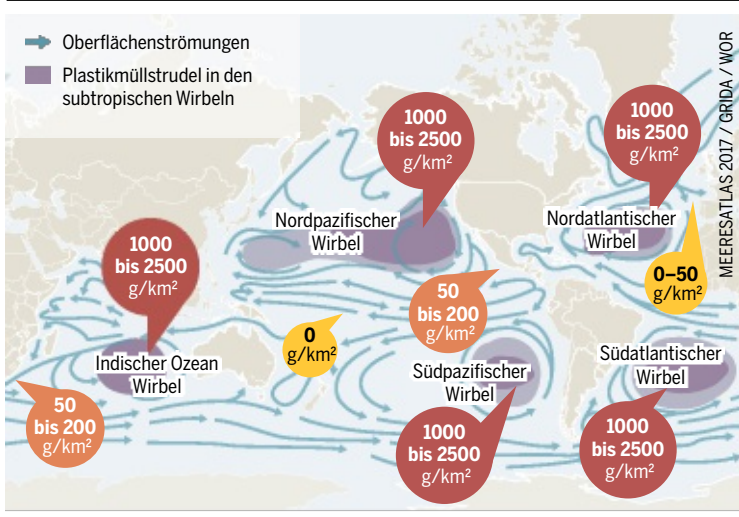 Oberflächenströmungen
Plastikmüllstrudel in den
subtropischen Wirbeln
MEERESATLAS 2017 / GRIDA / WOR
1000
bis 2500
g/km²
1000
bis 2500
g/km²
Nordpazifischer
Wirbel
Nordatlantischer
Wirbel
1000
bis 2500
g/km²
0–50
g/km²
50
bis 200
g/km²
0
g/km²
Indischer Ozean
Wirbel
Südpazifischer
Wirbel
Südatlantischer
Wirbel
50
bis 200
g/km²
1000
bis 2500
g/km²
1000
bis 2500
g/km²